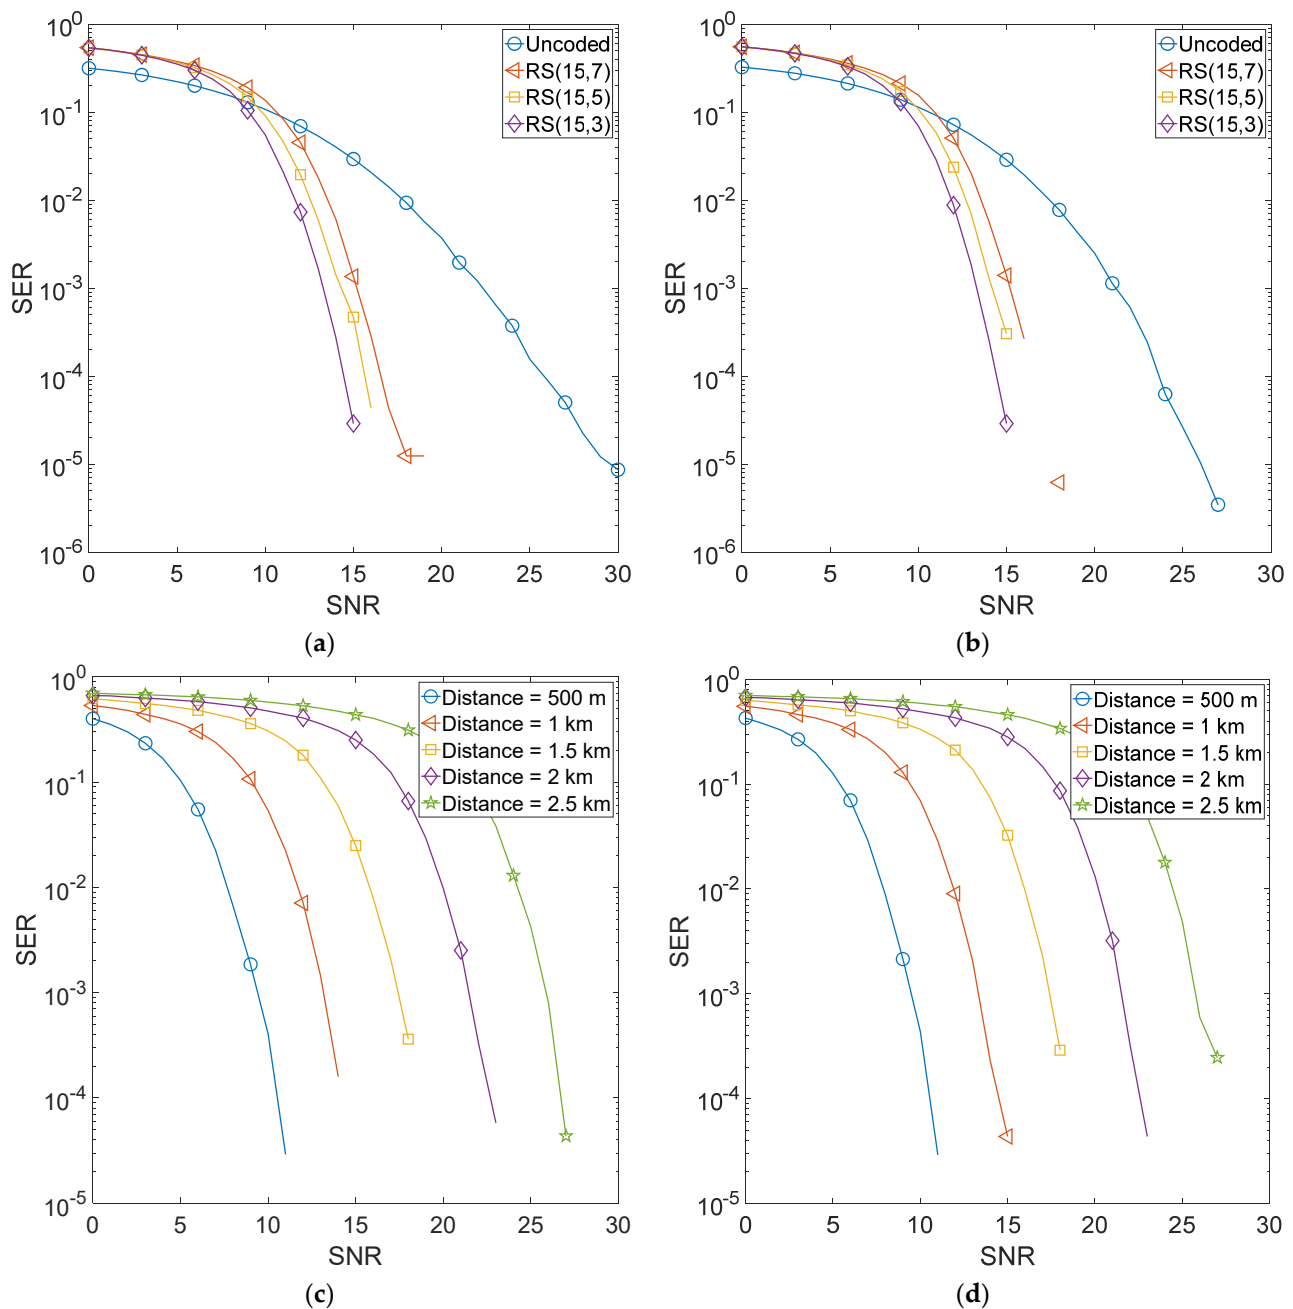 10^0
10^-1
10^-2
10^-3
10^-4
10^-5
10^-6
SER
0 5 10 15 20 25 30
SNR
Uncoded
RS(15,7)
RS(15,5)
RS(15,3)
(a)
10^0
10^-1
10^-2
10^-3
10^-4
10^-5
10^-6
SER
0 5 10 15 20 25 30
SNR
Uncoded
RS(15,7)
RS(15,5)
RS(15,3)
(b)
10^0
10^-1
10^-2
10^-3
10^-4
10^-5
SER
0 5 10 15 20 25 30
SNR
Distance = 500 m
Distance = 1 km
Distance = 1.5 km
Distance = 2 km
Distance = 2.5 km
(c)
10^0
10^-1
10^-2
10^-3
10^-4
10^-5
SER
0 5 10 15 20 25 30
SNR
Distance = 500 m
Distance = 1 km
Distance = 1.5 km
Distance = 2 km
Distance = 2.5 km
(d)